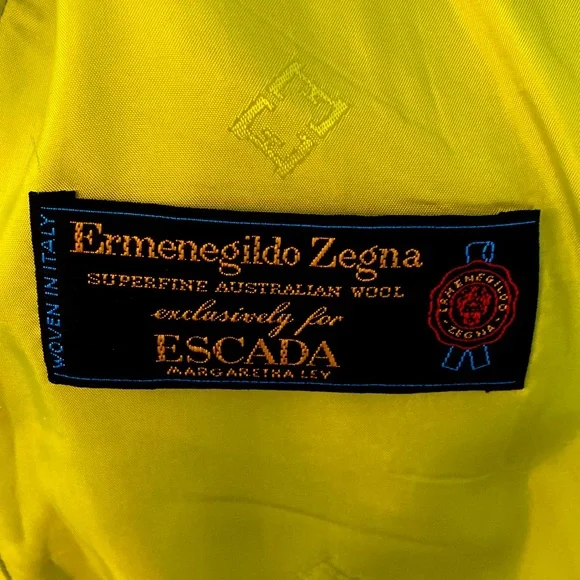 WOVEN IN ITALY
Ermenegildo Zegna
SUPERFINE AUSTRALIAN WOOL
exclusively for
ESCADA
MARGARETHA LEY
ERMENEGILDO
ZEGNA